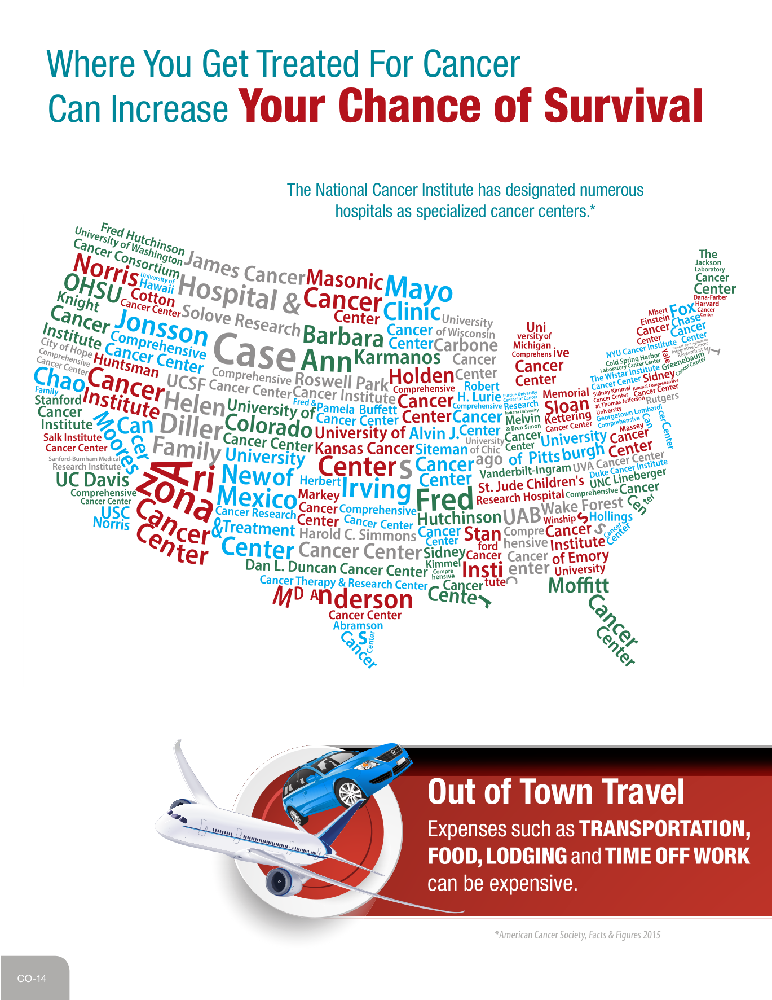 Where You Get Treated For Cancer
Can Increase Your Chance of Survival
The National Cancer Institute has designated numerous
hospitals as specialized cancer centers.*
Fred Hutchinson
University of Washington
Cancer Consortium
Norris
University of
Hawaii
Cotton
Cancer Center
OHSU
Knight
Cancer
Institute
City of Hope
Comprehensive
Cancer Center
Jonsson
Comprehensive
Cancer Center
Huntsman
Cancer
Institute
Chao
Family
Stanford
Cancer
Institute
Salk Institute
Cancer Center
Sanford-Burnham Medical
Research Institute
UC Davis
Comprehensive
Cancer Center
USC
Norris
Moores
Can
cer
James Cancer
Hospital &
Solove Research
Case
Comprehensive
Cancer Center
UCSF
Helen
Diller
Family
Ari
zona
Cancer
Center
Masonic
Cancer
Center
Mayo
Clinic
Cancer
Center
University
of Wisconsin
Carbone
Cancer
Center
Barbara
Ann Karmanos
Roswell Park
Cancer Institute
Holden
Comprehensive
Cancer
Center
Robert
H. Lurie
Comprehensive
Cancer
Center
University of
Colorado
Cancer Center
Fred &
Pamela Buffett
Cancer Center
University of
Kansas Cancer
Center
s
Alvin J.
Siteman
Cancer
Center
University
of Chic
ago
University
of
New
Mexico
Cancer Research
& Treatment
Center
Herbert
Irving
Comprehensive
Cancer Center
Markey
Cancer
Center
Harold C. Simmons
Cancer Center
Dan L. Duncan Cancer Center
Cancer Therapy & Research Center
MD Anderson
Cancer Center
Abramson
s
Cancer
Center
Fred
Hutchinson
Cancer
Center
Sidney
Kimmel
Compre
hensive
Cancer
Center
Stan
ford
Cancer
Insti
tute
UAB
Compre
hensive
Cancer
enter
C
Uni
versity of
Michigan
Comprehens ive
Cancer
Center
Purdue University
Center for Cancer
Research
Indiana University
Melvin
& Bren Simon
Cancer
Center
Memorial
Sloan
Kettering
Cancer Center
University
of Pitts burgh
Vanderbilt-Ingram
St. Jude Children's
Research Hospital
Wake Forest
Comprehensive
Cancer
Cen
ter
Winship
s
Cancer
Institute
of Emory
University
Hollings
s
Cancer
Center
Moffitt
Cancer
Center
UVA Cancer Center
Duke Cancer Institute
UNC Lineberger
Massey
Cancer
Center
Georgetown Lombardi
Comprehensive
Can
cer
Center
Sidney Kimmel
Cancer Center
at Thomas Jefferson
University
Sidney
Kimmel Comprehensive
Cancer Center
Rutgers
The Wistar Institute
Cancer Center
Greenebaum
Cancer Center
Cold Spring Harbor
Laboratory Cancer Center
Yale
NYU Cancer Institute
David H. Koch Institute for
Integrative Cancer
Research at M
I
T
Albert
Einstein
Cancer
Center
Fox
Chase
Cancer
Center
The
Jackson
Laboratory
Cancer
Center
Dana-Farber
Harvard
Cancer
Center
Out of Town Travel
Expenses such as TRANSPORTATION,
FOOD, LODGING and TIME OFF WORK
can be expensive.
*American Cancer Society, Facts & Figures 2015
CO-14